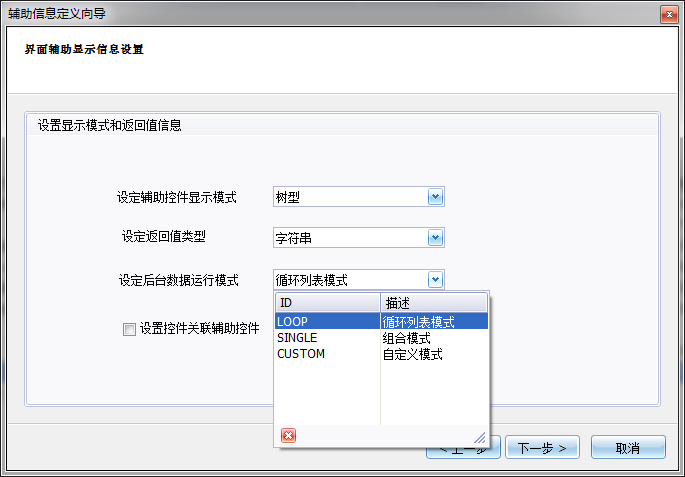 辅助信息定义向导
界面辅助显示信息设置
设置显示模式和返回值信息
设定辅助控件显示模式 树型
设定返回值类型 字符串
设定后台数据运行模式 循环列表模式
ID 描述
LOOP 循环列表模式
设置控件关联辅助控件
SINGLE 组合模式
CUSTOM 自定义模式
< 上一步 下一步 > 取消